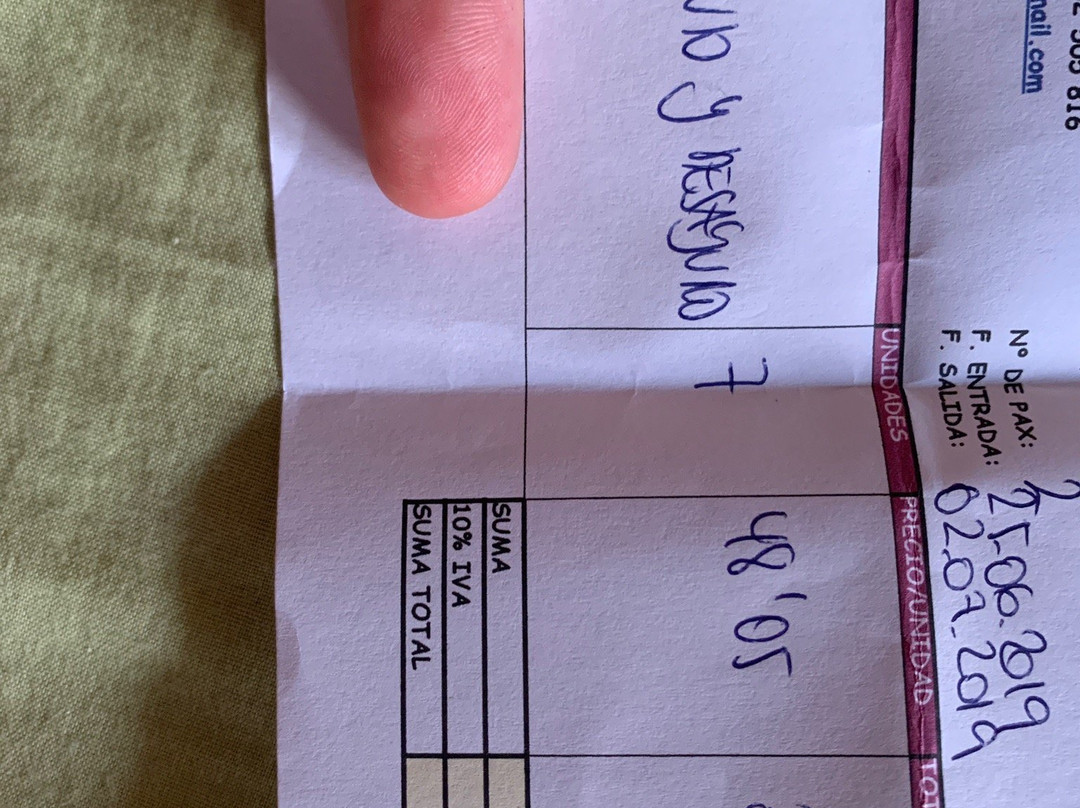 816
mail.com
Nº DE PAX: 2
F. ENTRADA: 25-06-2019
F. SALIDA: 02-07-2019
UNIDADES PRECIO/UNIDAD
y DESAYUNO 7 48'05
SUMA
10% IVA
SUMA TOTAL